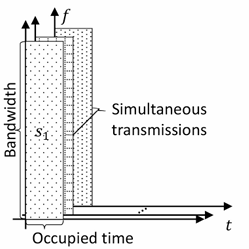 f
Bandwidth
s₁
Simultaneous
transmissions
t
Occupied time